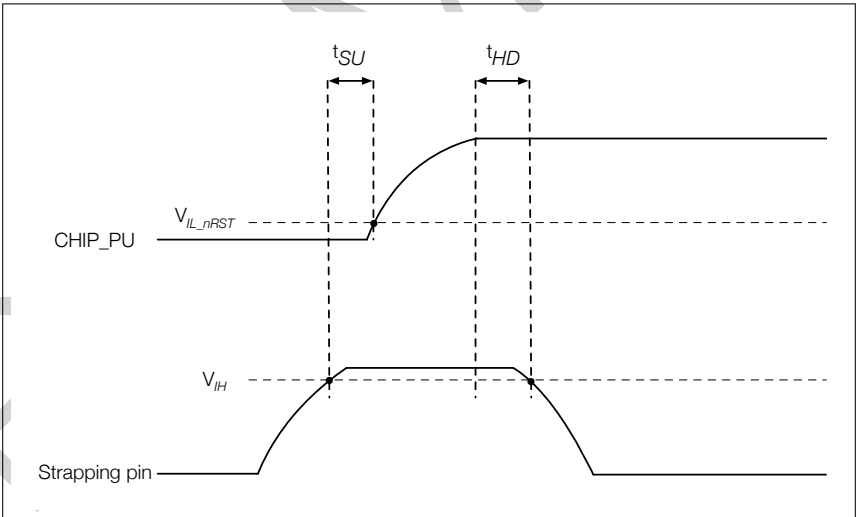 tSU
tHD
VIL_nRST
CHIP_PU
VIH
Strapping pin